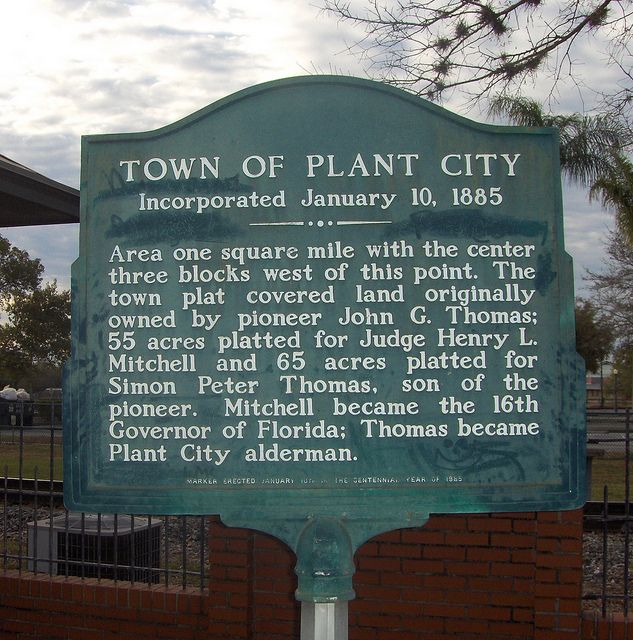 TOWN OF PLANT CITY
Incorporated January 10, 1885
Area one square mile with the center
three blocks west of this point. The
town plat covered land originally
owned by pioneer John G. Thomas;
55 acres platted for Judge Henry L.
Mitchell and 65 acres platted for
Simon Peter Thomas, son of the
pioneer. Mitchell became the 16th
Governor of Florida; Thomas became
Plant City alderman.
MARKER ERECTED JANUARY 10TH IN THE CENTENNIAL YEAR OF 1985